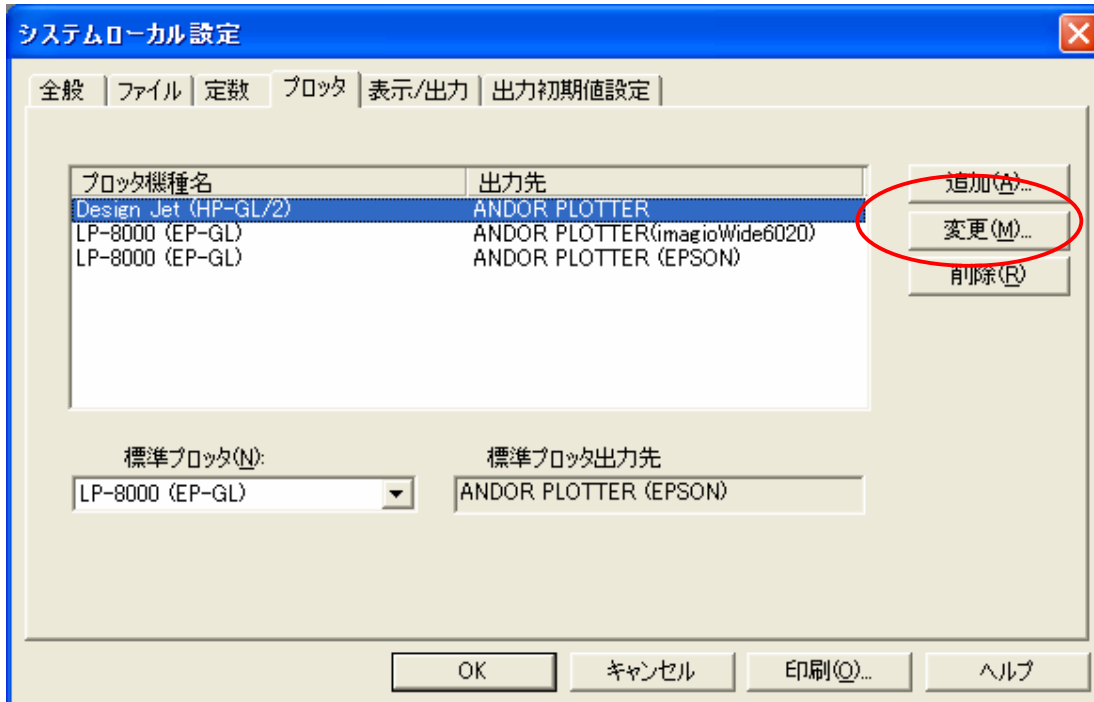 システムローカル設定
全般 ファイル 定数 プロッタ 表示/出力 出力初期値設定
プロッタ機種名 出力先
Design Jet (HP-GL/2) ANDOR PLOTTER
LP-8000 (EP-GL) ANDOR PLOTTER(imagioWide6020)
LP-8000 (EP-GL) ANDOR PLOTTER (EPSON)
追加(A)...
変更(M)...
削除(R)
標準プロッタ(N): 標準プロッタ出力先
LP-8000 (EP-GL) ANDOR PLOTTER (EPSON)
OK キャンセル 印刷(O)... ヘルプ